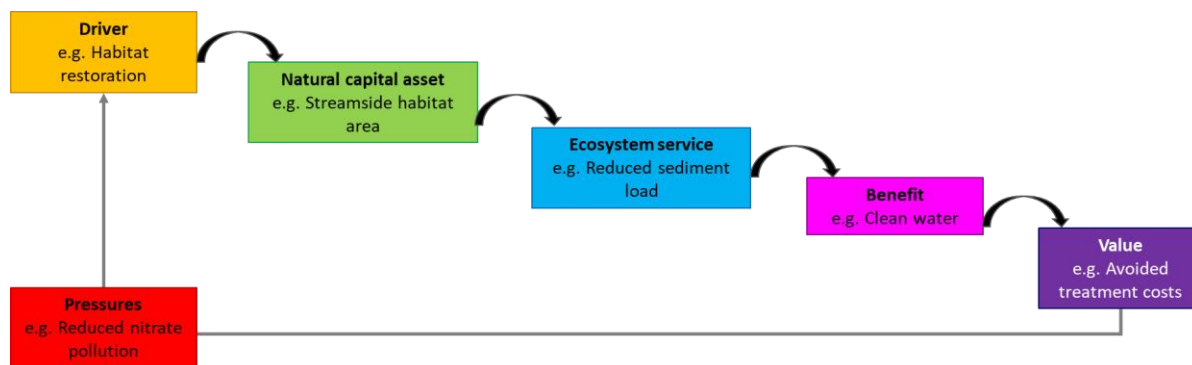 Driver
e.g. Habitat
restoration
Natural capital asset
e.g. Streamside habitat
area
Ecosystem service
e.g. Reduced sediment
load
Benefit
e.g. Clean water
Value
e.g. Avoided
treatment costs
Pressures
e.g. Reduced nitrate
pollution